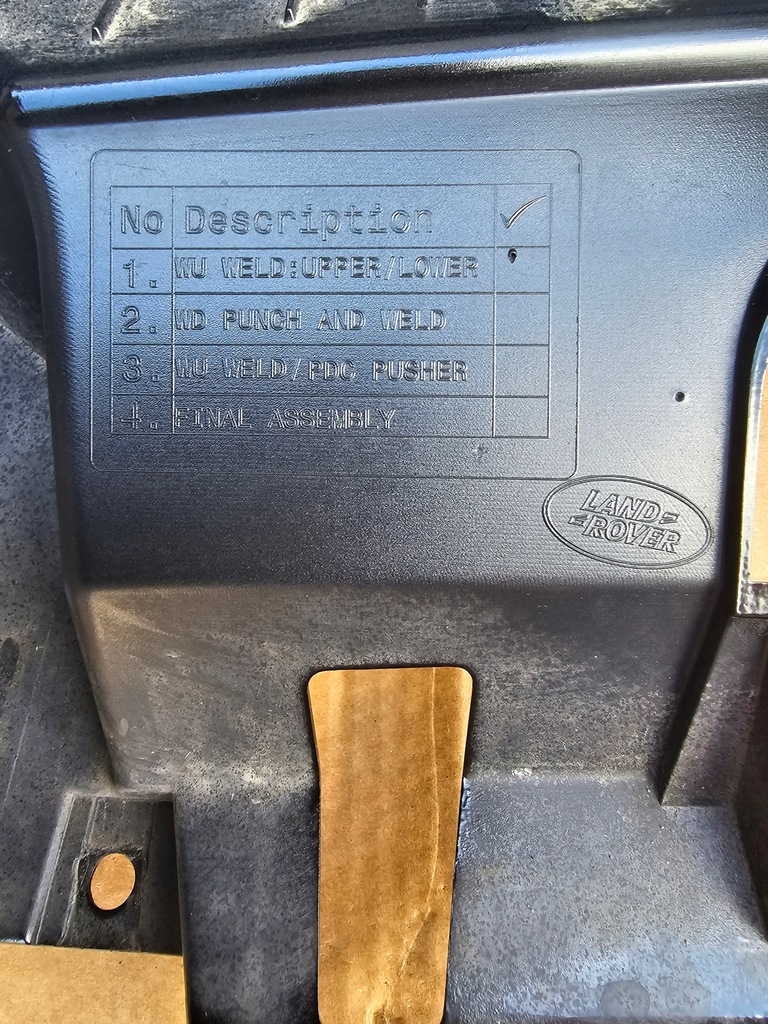 No Description ✓
1. WU WELD:UPPER/LOWER
2. WD PUNCH AND WELD
3. WU WELD/PDC PUSHER
4. FINAL ASSEMBLY
LAND
ROVER